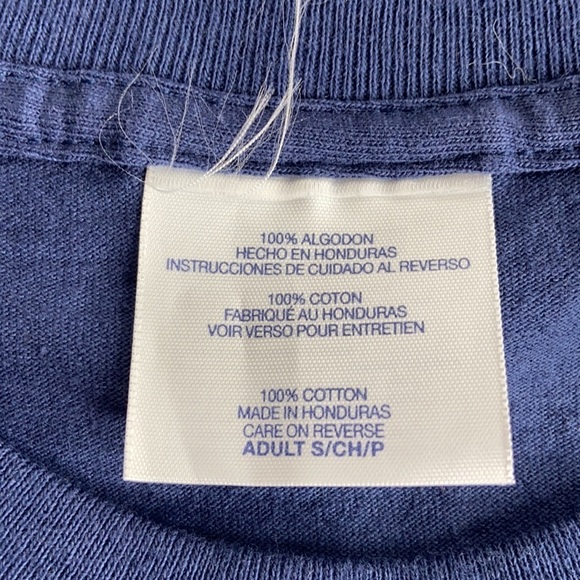 100% ALGODON
HECHO EN HONDURAS
INSTRUCCIONES DE CUIDADO AL REVERSO
100% COTON
FABRIQUÉ AU HONDURAS
VOIR VERSO POUR ENTRETIEN
100% COTTON
MADE IN HONDURAS
CARE ON REVERSE
ADULT S/CH/P